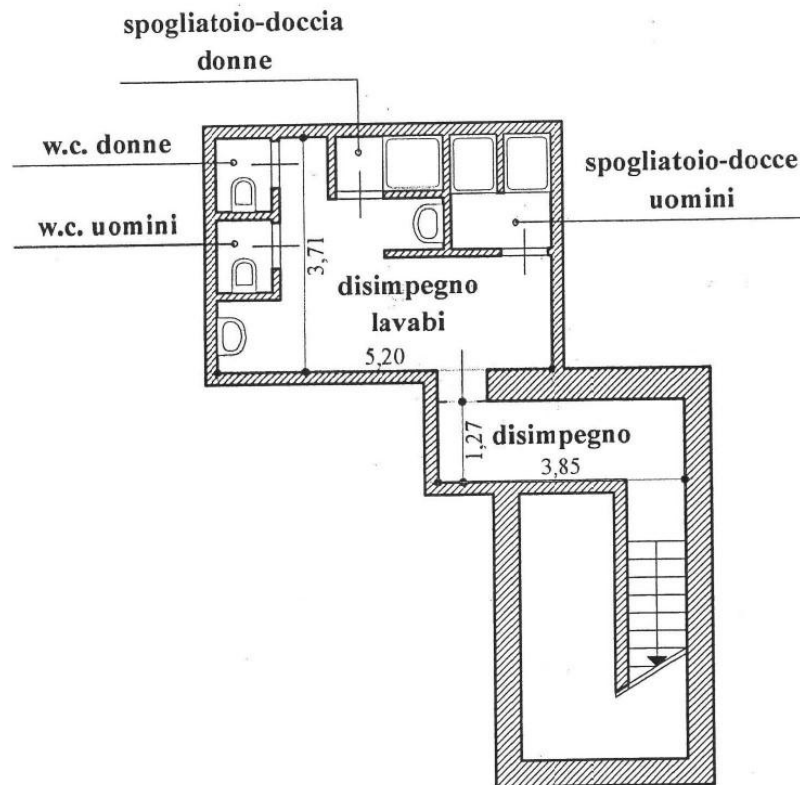 spogliatoio-doccia
donne
w.c. donne
spogliatoio-docce
uomini
w.c. uomini
3,71
disimpegno
lavabi
5,20
1,27
disimpegno
3,85